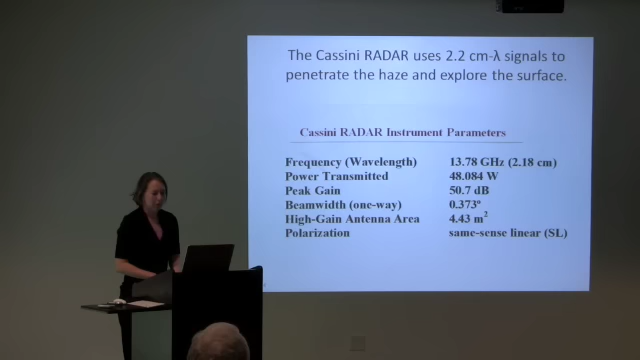 The Cassini RADAR uses 2.2 cm-λ signals to
penetrate the haze and explore the surface.
Cassini RADAR Instrument Parameters
Frequency (Wavelength) 13.78 GHz (2.18 cm)
Power Transmitted 48.084 W
Peak Gain 50.7 dB
Beamwidth (one-way) 0.373º
High-Gain Antenna Area 4.43 m²
Polarization same-sense linear (SL)